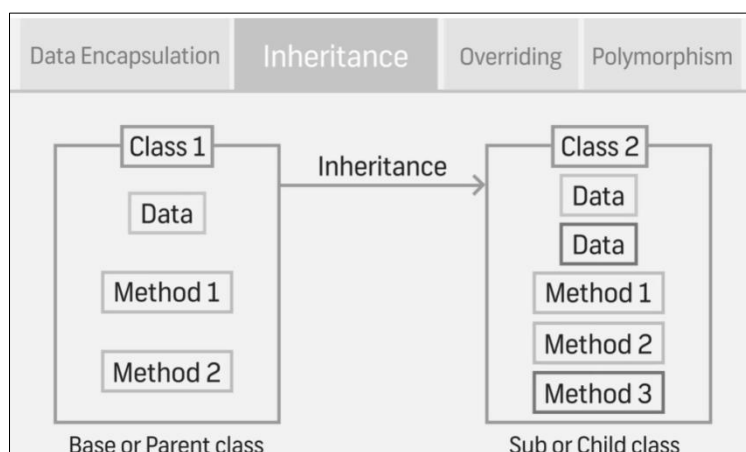 Data Encapsulation Inheritance Overriding Polymorphism
Class 1
Inheritance
Class 2
Data
Data
Data
Method 1
Method 1
Method 2
Method 2
Method 3
Base or Parent class
Sub or Child class